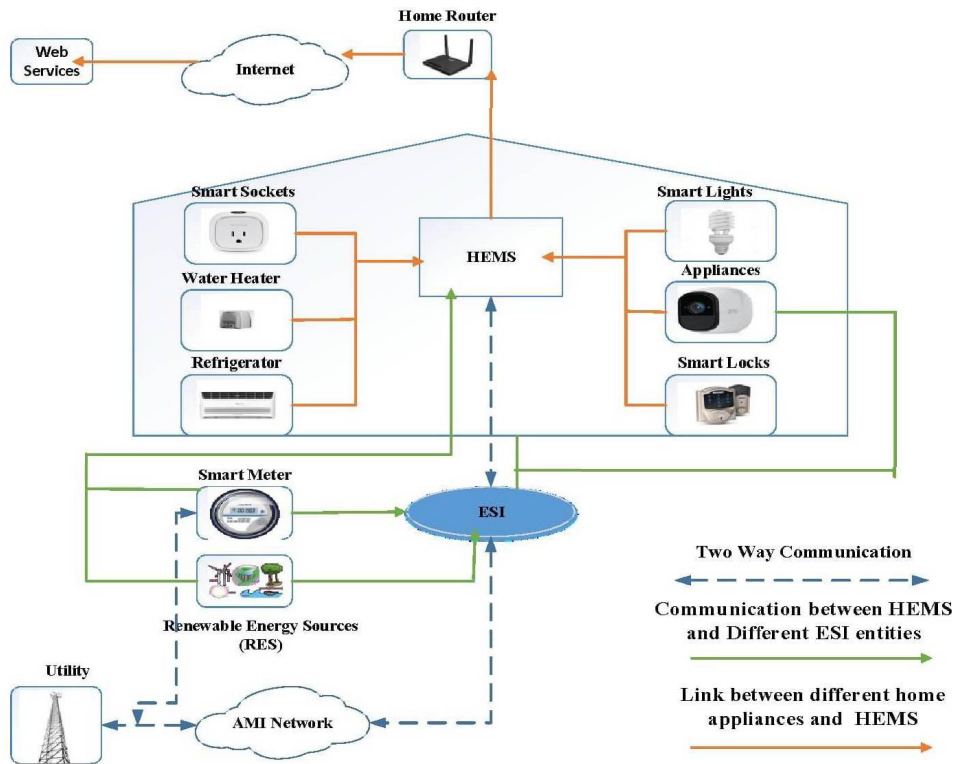 Home Router
Web
Services
Internet
Smart Sockets
Smart Lights
HEMS
Water Heater
Appliances
Refrigerator
Smart Locks
Smart Meter
ESI
Two Way Communication
Communication between HEMS
and Different ESI entities
Renewable Energy Sources
(RES)
Utility
AMI Network
Link between different home
appliances and HEMS